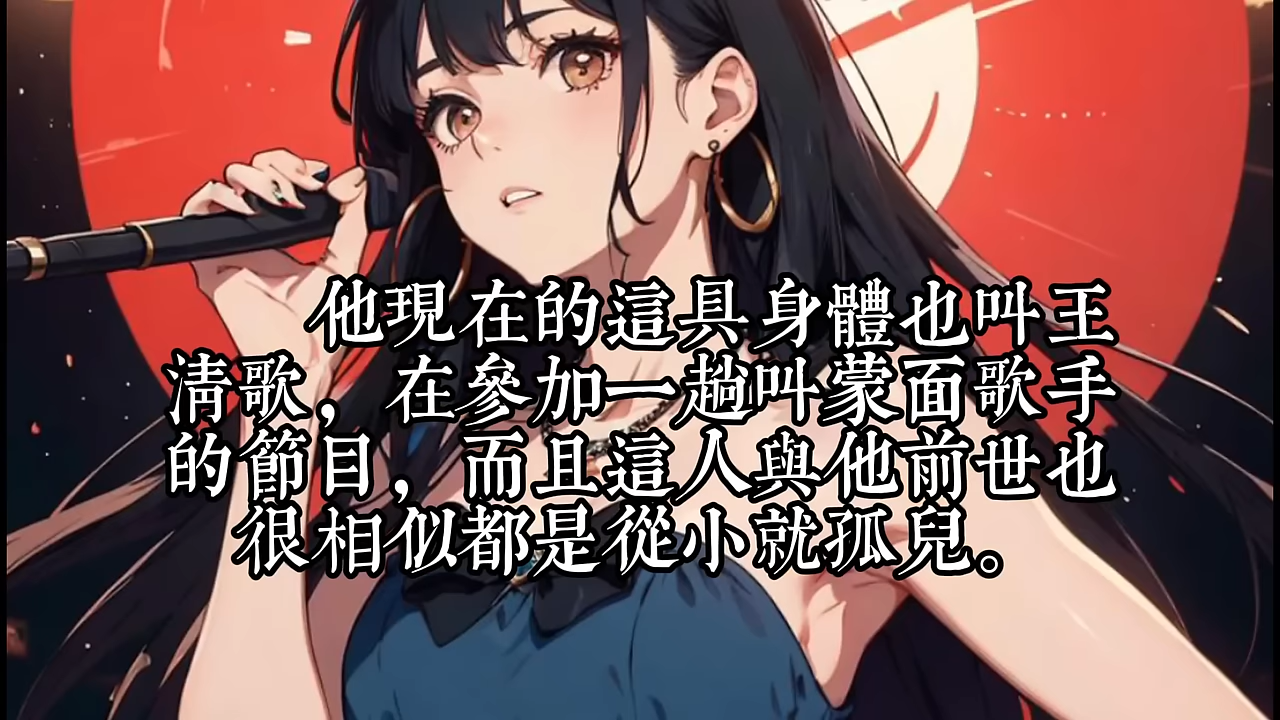 他現在的這具身體也叫王
淸歌，在參加一趟叫蒙面歌手
的節目，而且這人與他前世也
很相似都是從小就孤兒。